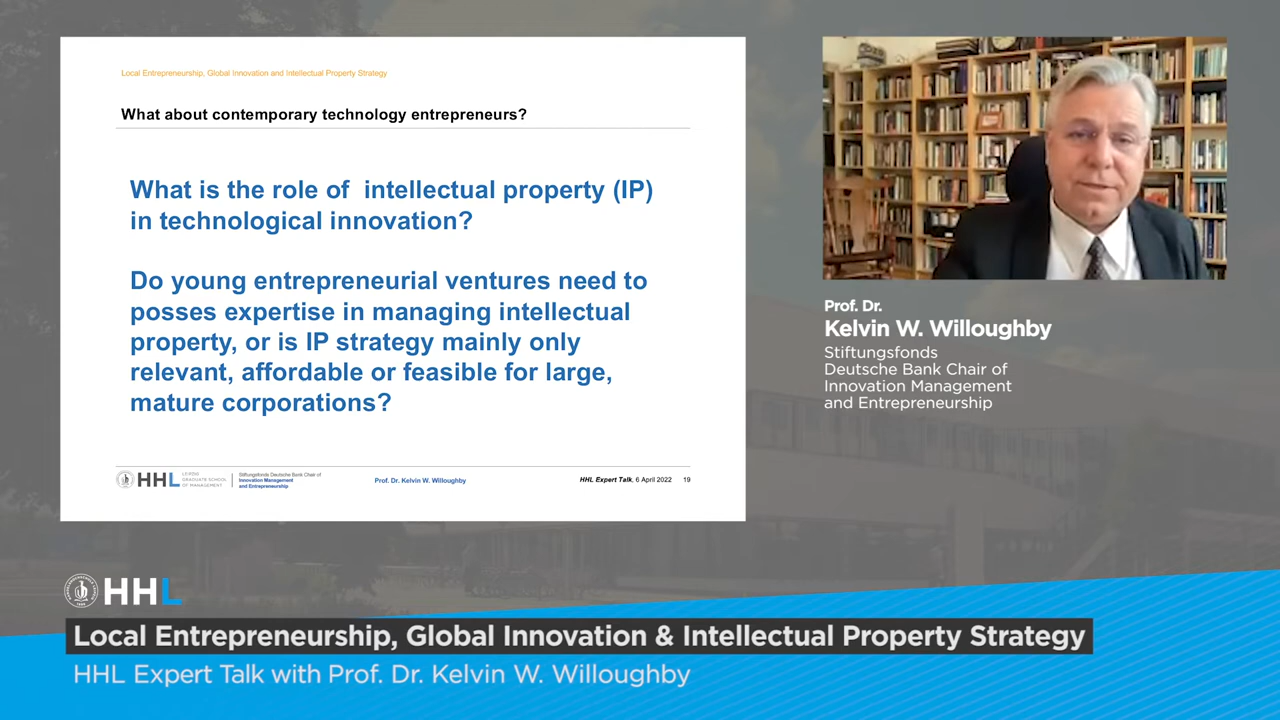 Local Entrepreneurship, Global Innovation and Intellectual Property Strategy
What about contemporary technology entrepreneurs?
What is the role of intellectual property (IP)
in technological innovation?
Do young entrepreneurial ventures need to
posses expertise in managing intellectual
property, or is IP strategy mainly only
relevant, affordable or feasible for large,
mature corporations?
HHL
LEIPZIG
GRADUATE SCHOOL
OF MANAGEMENT
Stiftungsfonds Deutsche Bank Chair of
Innovation Management
and Entrepreneurship
Prof. Dr. Kelvin W. Willoughby
HHL Expert Talk, 6 April 2022 19
Prof. Dr.
Kelvin W. Willoughby
Stiftungsfonds
Deutsche Bank Chair of
Innovation Management
and Entrepreneurship
HHL
Local Entrepreneurship, Global Innovation & Intellectual Property Strategy
HHL Expert Talk with Prof. Dr. Kelvin W. Willoughby